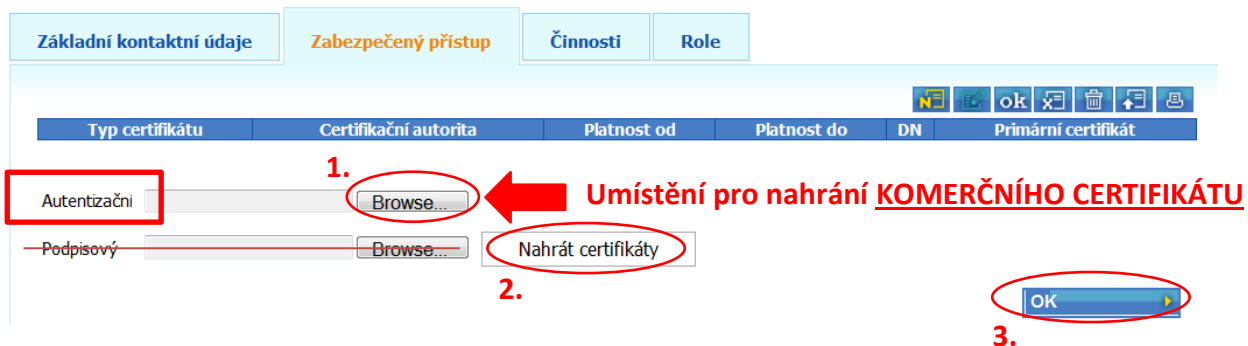 Základní kontaktní údaje Zabezpečený přístup Činnosti Role
N ok x
Typ certifikátu Certifikační autorita Platnost od Platnost do DN Primární certifikát
1.
Autentizační Browse... Umístění pro nahrání KOMERČNÍHO CERTIFIKÁTU
Podpisový Browse... Nahrát certifikáty
2.
OK
3.